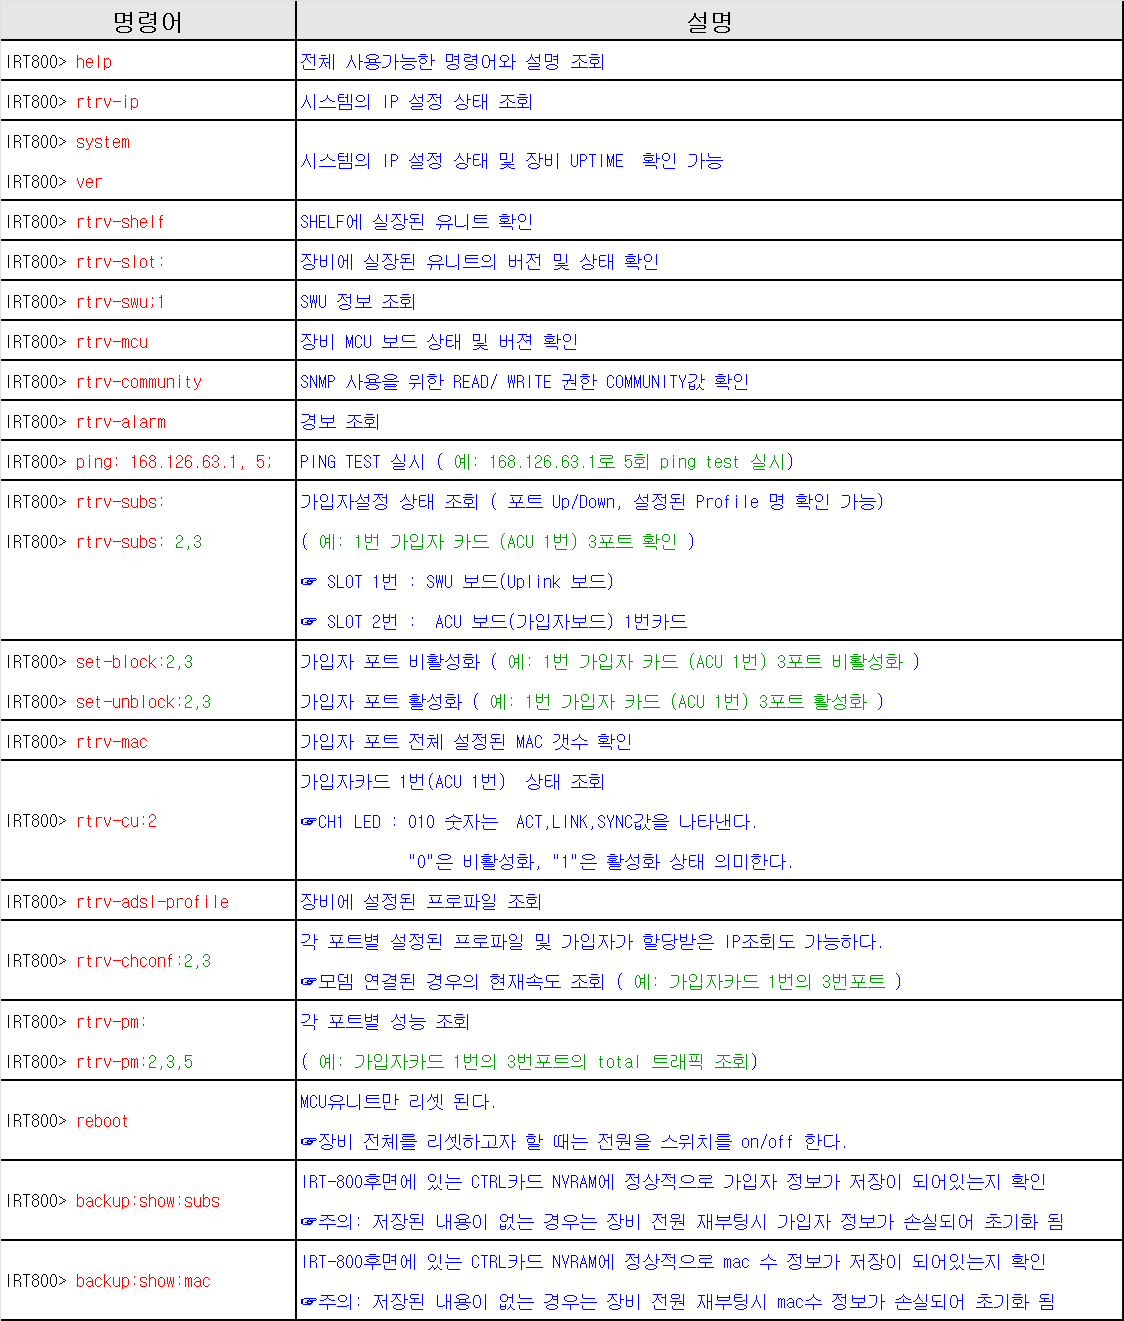 명령어 설명
IRT800> help 전체 사용가능한 명령어와 설명 조회
IRT800> rtrv-ip 시스템의 IP 설정 상태 조회
IRT800> system
시스템의 IP 설정 상태 및 장비 UPTIME 확인 가능
IRT800> ver
IRT800> rtrv-shelf SHELF에 실장된 유니트 확인
IRT800> rtrv-slot: 장비에 실장된 유니트의 버전 및 상태 확인
IRT800> rtrv-swu;1 SWU 정보 조회
IRT800> rtrv-mcu 장비 MCU 보드 상태 및 버젼 확인
IRT800> rtrv-community SNMP 사용을 위한 READ/ WRITE 권한 COMMUNITY값 확인
IRT800> rtrv-alarm 경보 조회
IRT800> ping: 168.126.63.1, 5; PING TEST 실시 ( 예: 168.126.63.1로 5회 ping test 실시)
IRT800> rtrv-subs: 가입자설정 상태 조회 ( 포트 Up/Down, 설정된 Profile 명 확인 가능)
IRT800> rtrv-subs: 2,3 ( 예: 1번 가입자 카드 (ACU 1번) 3포트 확인 )
☞ SLOT 1번 : SWU 보드(Uplink 보드)
☞ SLOT 2번 : ACU 보드(가입자보드) 1번카드
IRT800> set-block:2,3 가입자 포트 비활성화 ( 예: 1번 가입자 카드 (ACU 1번) 3포트 비활성화 )
IRT800> set-unblock:2,3 가입자 포트 활성화 ( 예: 1번 가입자 카드 (ACU 1번) 3포트 활성화 )
IRT800> rtrv-mac 가입자 포트 전체 설정된 MAC 갯수 확인
가입자카드 1번(ACU 1번) 상태 조회
IRT800> rtrv-cu:2 ☞CH1 LED : 010 숫자는 ACT,LINK,SYNC값을 나타낸다.
"0"은 비활성화, "1"은 활성화 상태 의미한다.
IRT800> rtrv-adsl-profile 장비에 설정된 프로파일 조회
각 포트별 설정된 프로파일 및 가입자가 할당받은 IP조회도 가능하다.
IRT800> rtrv-chconf:2,3
☞모뎀 연결된 경우의 현재속도 조회 ( 예: 가입자카드 1번의 3번포트 )
IRT800> rtrv-pm: 각 포트별 성능 조회
IRT800> rtrv-pm:2,3,5 ( 예: 가입자카드 1번의 3번포트의 total 트래픽 조회)
MCU유니트만 리셋 된다.
IRT800> reboot
☞장비 전체를 리셋하고자 할 때는 전원을 스위치를 on/off 한다.
IRT-800후면에 있는 CTRL카드 NVRAM에 정상적으로 가입자 정보가 저장이 되어있는지 확인
IRT800> backup:show:subs
☞주의: 저장된 내용이 없는 경우는 장비 전원 재부팅시 가입자 정보가 손실되어 초기화 됨
IRT-800후면에 있는 CTRL카드 NVRAM에 정상적으로 mac 수 정보가 저장이 되어있는지 확인
IRT800> backup:show:mac
☞주의: 저장된 내용이 없는 경우는 장비 전원 재부팅시 mac수 정보가 손실되어 초기화 됨